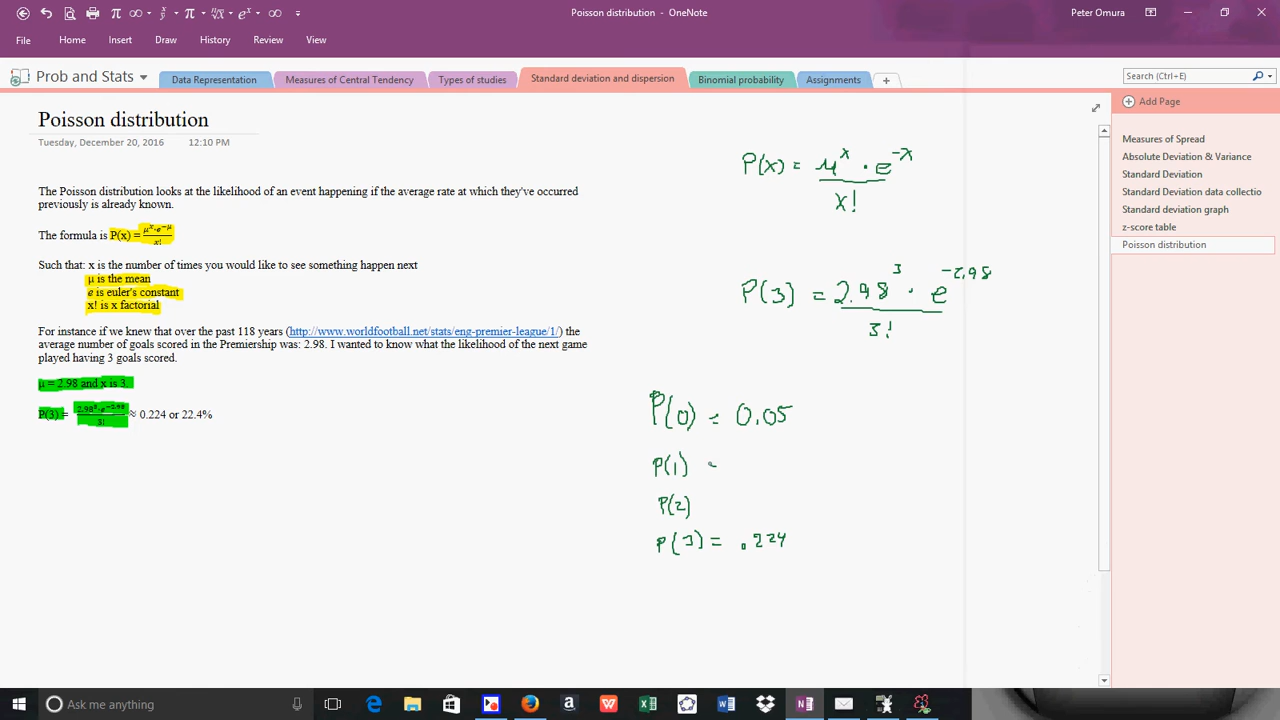 Poisson distribution - OneNote
Peter Omura
File Home Insert Draw History Review View
Prob and Stats
Data Representation Measures of Central Tendency Types of studies Standard deviation and dispersion Binomial probability Assignments +
Search (Ctrl+E)
Add Page
Measures of Spread
Absolute Deviation & Variance
Standard Deviation
Standard Deviation data collectio
Standard deviation graph
z-score table
Poisson distribution
Poisson distribution
Tuesday, December 20, 2016 12:10 PM
The Poisson distribution looks at the likelihood of an event happening if the average rate at which they've occurred
previously is already known.
The formula is P(x) = μˣ·e⁻ᵘ / x!
Such that: x is the number of times you would like to see something happen next
μ is the mean
e is euler's constant
x! is x factorial
For instance if we knew that over the past 118 years (http://www.worldfootball.net/stats/eng-premier-league/1/) the
average number of goals scored in the Premiership was: 2.98. I wanted to know what the likelihood of the next game
played having 3 goals scored.
μ = 2.98 and x is 3.
P(3) = 2.98³·e^−2.98 / 3! ≈ 0.224 or 22.4%
P(x) = μ^x · e^-x / x!
P(3) = 2.98^3 · e^-2.98 / 3!
P(0) = 0.05
P(1) =
P(2)
P(3) = .224
Ask me anything